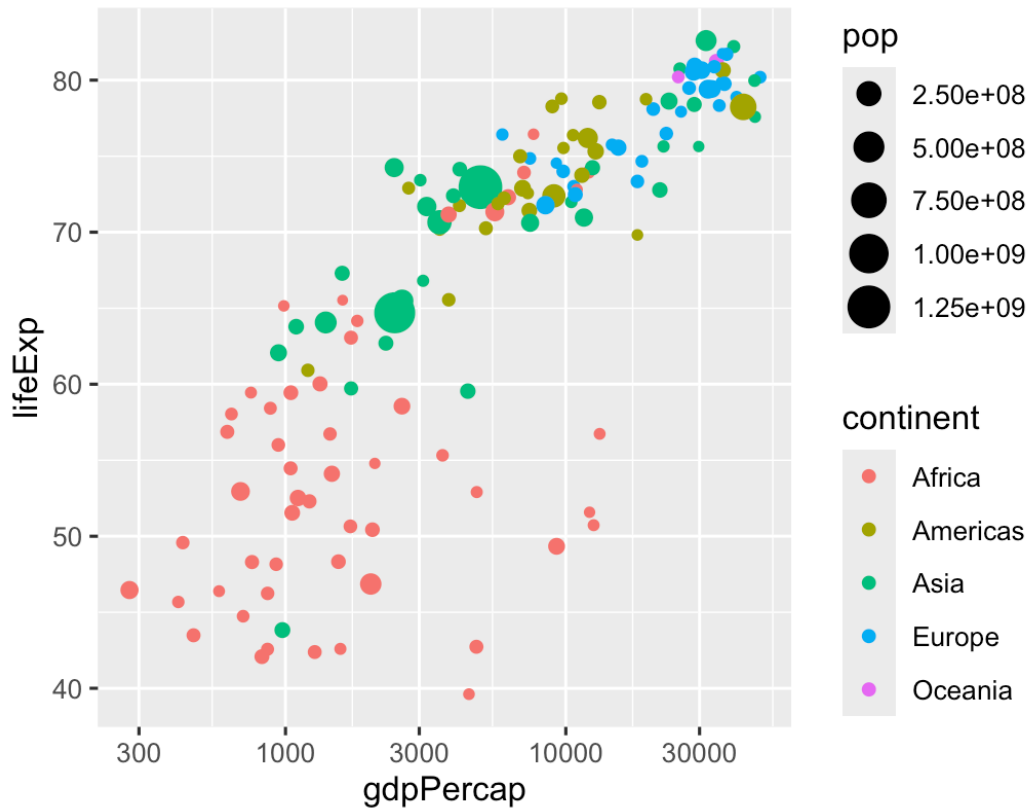 80
70
60
50
40
lifeExp
300
1000
3000
10000
30000
gdpPercap
pop
2.50e+08
5.00e+08
7.50e+08
1.00e+09
1.25e+09
continent
Africa
Americas
Asia
Europe
Oceania